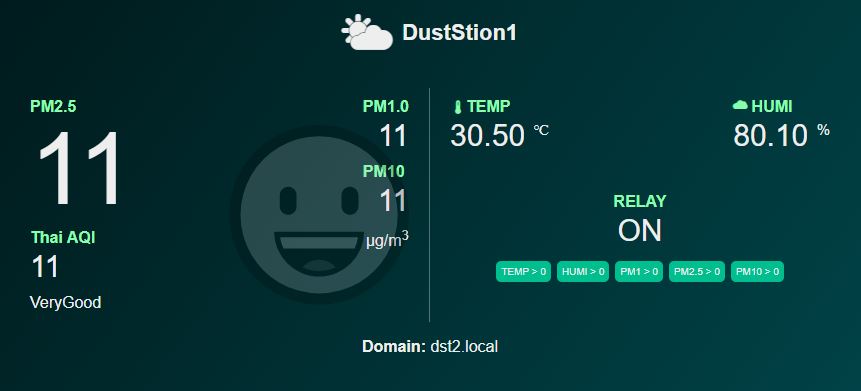 DustStion1
PM2.5
11
Thai AQI
11
VeryGood
PM1.0
11
PM10
11
µg/m³
TEMP
30.50 °C
HUMI
80.10 %
RELAY
ON
TEMP > 0 HUMI > 0 PM1 > 0 PM2.5 > 0 PM10 > 0
Domain: dst2.local